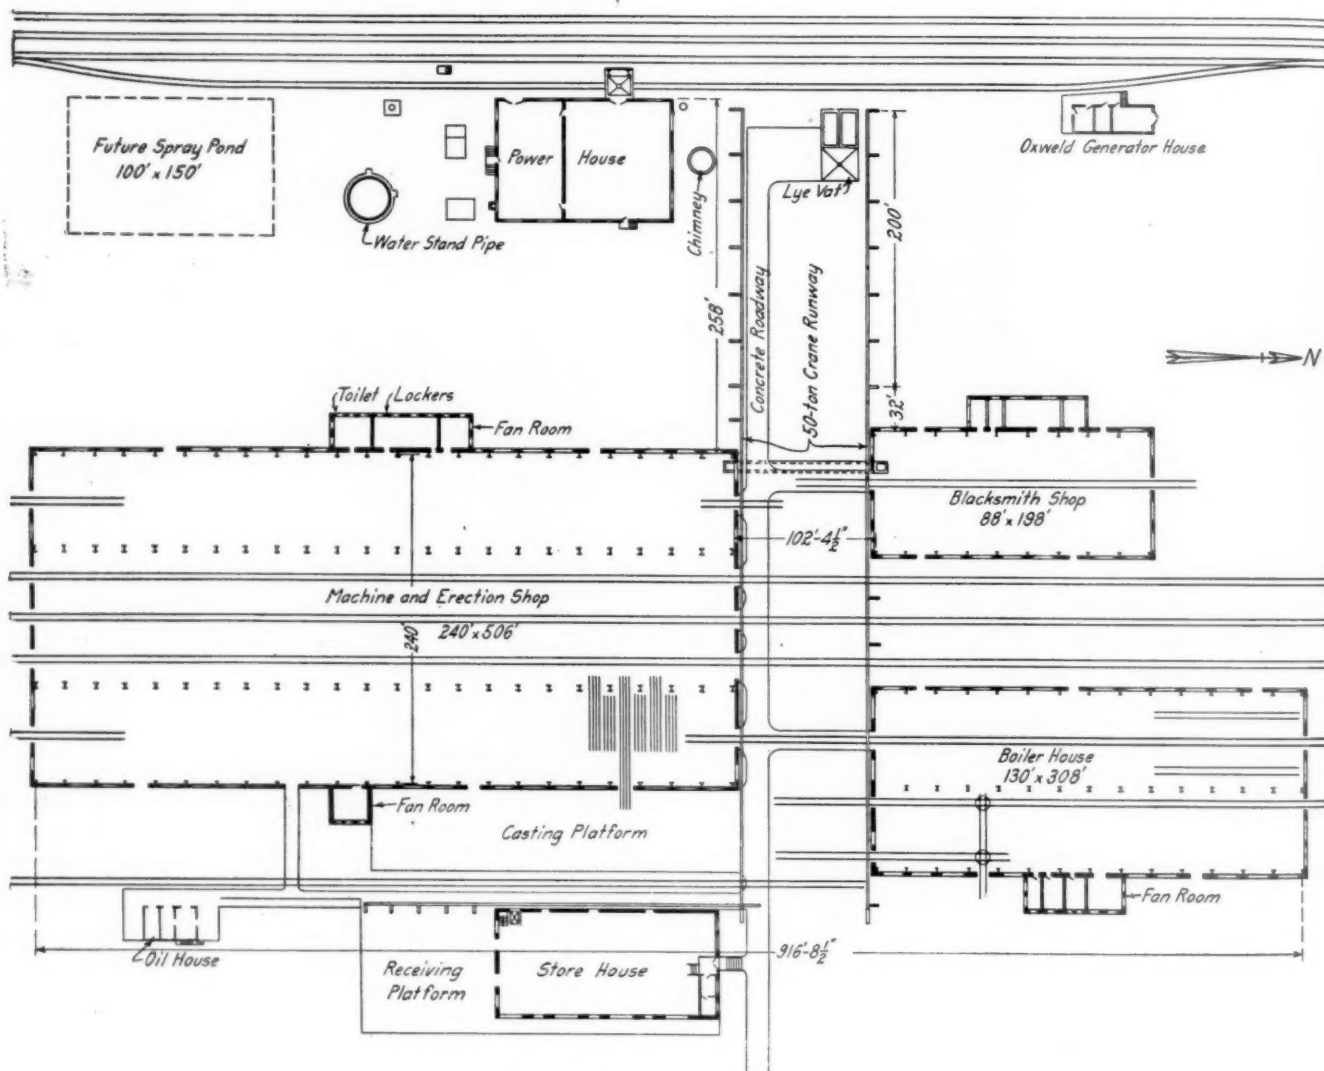 Future Spray Pond
100' x 150'
Water Stand Pipe
Power House
Chimney
Lye Vat
Oxweld Generator House
200'
258'
Concrete Roadway
50-ton Crane Runway
32'
N
Toilet Lockers
Fan Room
Blacksmith Shop
88' x 198'
102'-4½"
Machine and Erection Shop
240' x 506'
240'
Boiler House
130' x 308'
Fan Room
Casting Platform
Fan Room
Oil House
Receiving
Platform
Store House
916'-8½"